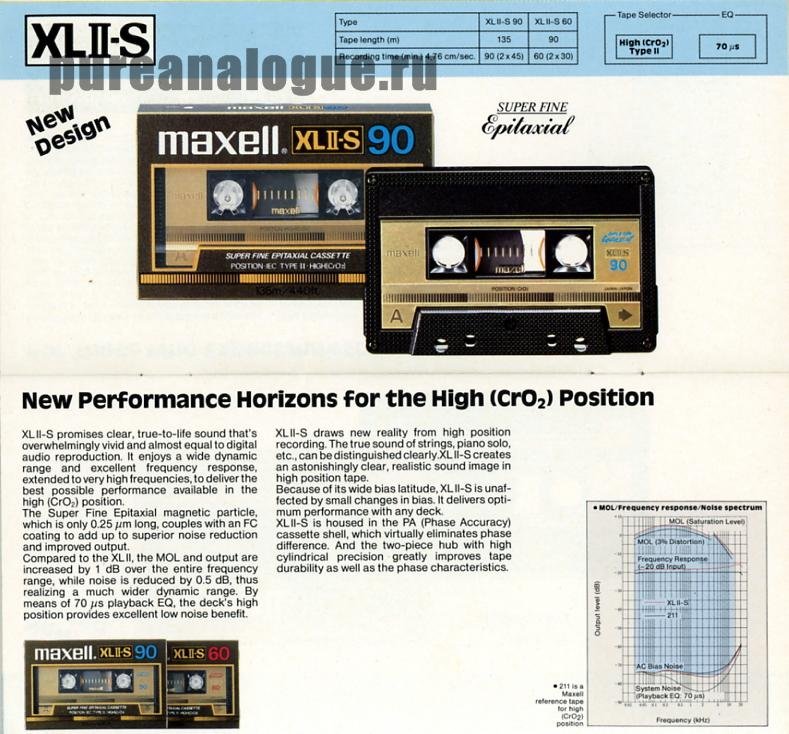 XLII-S
Type XLII-S 90 XLII-S 60
Tape length (m) 135 90
Recording time (min.) 4,76 cm/sec. 90 (2 x 45) 60 (2 x 30)
Tape Selector EQ
High (CrO₂)
Type II
70 µs
pureanalogue.ru
New
Design
SUPER FINE
Epitaxial
maxell. XLII-S 90
maxell
POSITION
A
SUPER FINE EPITAXIAL CASSETTE
POSITION·IEC TYPE II·HIGH(CrO₂)
135m/440ft.
maxell
maxell
XLII-S
90
POSITION·CrO₂
A
New Performance Horizons for the High (CrO₂) Position
XLII-S promises clear, true-to-life sound that's
overwhelmingly vivid and almost equal to digital
audio reproduction. It enjoys a wide dynamic
range and excellent frequency response,
extended to very high frequencies, to deliver the
best possible performance available in the
high (CrO₂) position.
The Super Fine Epitaxial magnetic particle,
which is only 0.25 µm long, couples with an FC
coating to add up to superior noise reduction
and improved output.
Compared to the XLII, the MOL and output are
increased by 1 dB over the entire frequency
range, while noise is reduced by 0.5 dB, thus
realizing a much wider dynamic range. By
means of 70 µs playback EQ, the deck's high
position provides excellent low noise benefit.
XLII-S draws new reality from high position
recording. The true sound of strings, piano solo,
etc., can be distinguished clearly.XLII-S creates
an astonishingly clear, realistic sound image in
high position tape.
Because of its wide bias latitude, XLII-S is unaf-
fected by small changes in bias. It delivers opti-
mum performance with any deck.
XLII-S is housed in the PA (Phase Accuracy)
cassette shell, which virtually eliminates phase
difference. And the two-piece hub with high
cylindrical precision greatly improves tape
durability as well as the phase characteristics.
maxell. XLII-S 90
XLII-S 60
• MOL/Frequency response/Noise spectrum
MOL (Saturation Level)
MOL (3% Distortion)
Frequency Response
(−20 dB Input)
XLII-S
211
Output level (dB)
AC Bias Noise
System Noise
(Playback EQ: 70 µs)
Frequency (kHz)
• 211 is a
Maxell
reference tape
for high
(CrO₂)
position